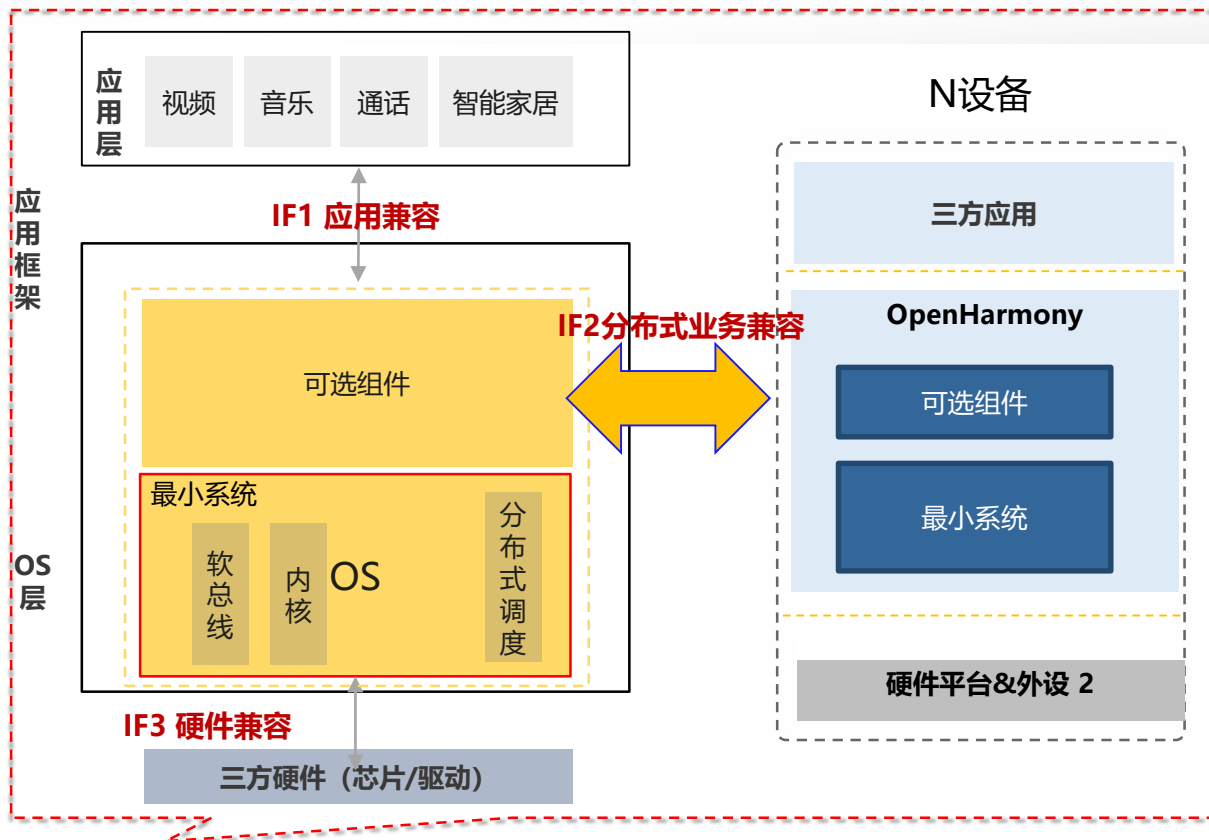 应用层
视频
音乐
通话
智能家居
N设备
应用框架
IF1 应用兼容
三方应用
OpenHarmony
IF2分布式业务兼容
可选组件
可选组件
最小系统
软总线
内核
OS
分布式调度
最小系统
OS层
硬件平台&外设 2
IF3 硬件兼容
三方硬件（芯片/驱动）